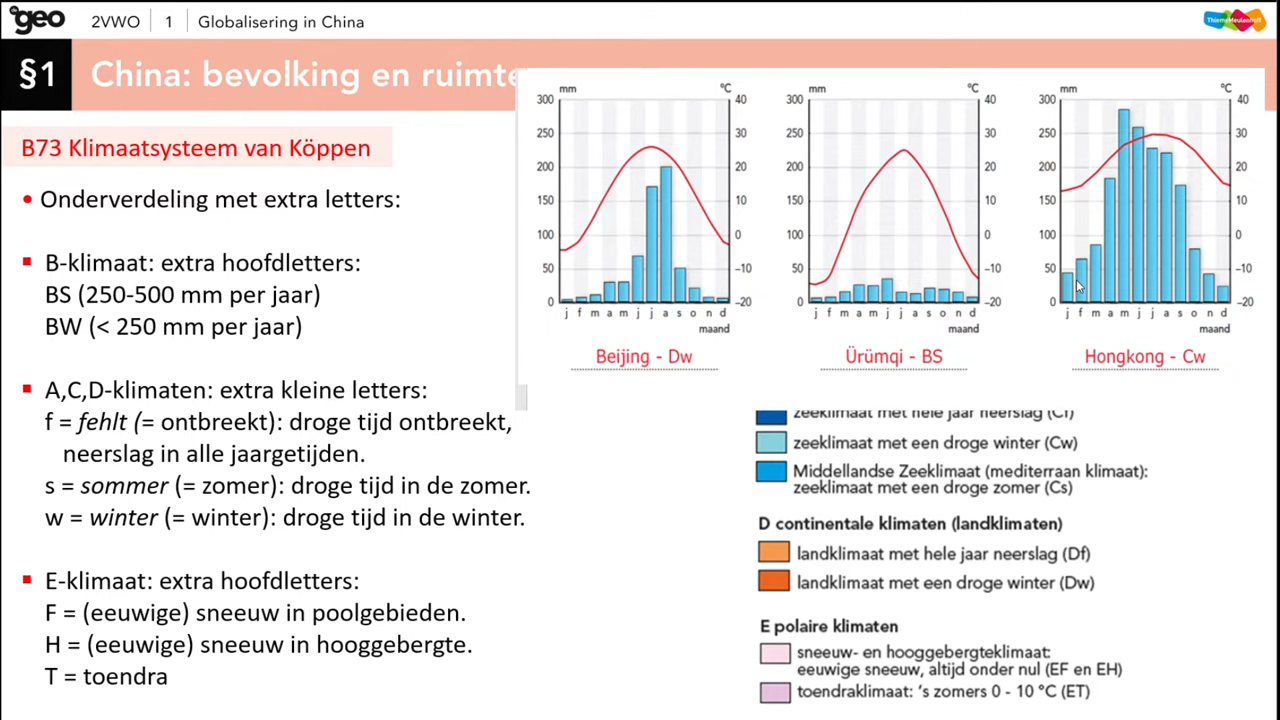 de geo
2VWO
1
Globalisering in China
ThiemeMeulenhoff
§1
China: bevolking en ruimte
B73 Klimaatsysteem van Köppen
• Onderverdeling met extra letters:
▪ B-klimaat: extra hoofdletters:
BS (250-500 mm per jaar)
BW (< 250 mm per jaar)
▪ A,C,D-klimaten: extra kleine letters:
f = fehlt (= ontbreekt): droge tijd ontbreekt,
neerslag in alle jaargetijden.
s = sommer (= zomer): droge tijd in de zomer.
w = winter (= winter): droge tijd in de winter.
▪ E-klimaat: extra hoofdletters:
F = (eeuwige) sneeuw in poolgebieden.
H = (eeuwige) sneeuw in hooggebergte.
T = toendra
mm °C
300 40
250 30
200 20
150 10
100 0
50 -10
0 -20
j f m a m j j a s o n d
maand
Beijing - Dw
mm °C
300 40
250 30
200 20
150 10
100 0
50 -10
0 -20
j f m a m j j a s o n d
maand
Ürümqi - BS
mm °C
300 40
250 30
200 20
150 10
100 0
50 -10
0 -20
j f m a m j j a s o n d
maand
Hongkong - Cw
zeeklimaat met hele jaar neerslag (Cf)
zeeklimaat met een droge winter (Cw)
Middellandse Zeeklimaat (mediterraan klimaat):
zeeklimaat met een droge zomer (Cs)
D continentale klimaten (landklimaten)
landklimaat met hele jaar neerslag (Df)
landklimaat met een droge winter (Dw)
E polaire klimaten
sneeuw- en hooggebergteklimaat:
eeuwige sneeuw, altijd onder nul (EF en EH)
toendraklimaat: 's zomers 0 - 10 °C (ET)